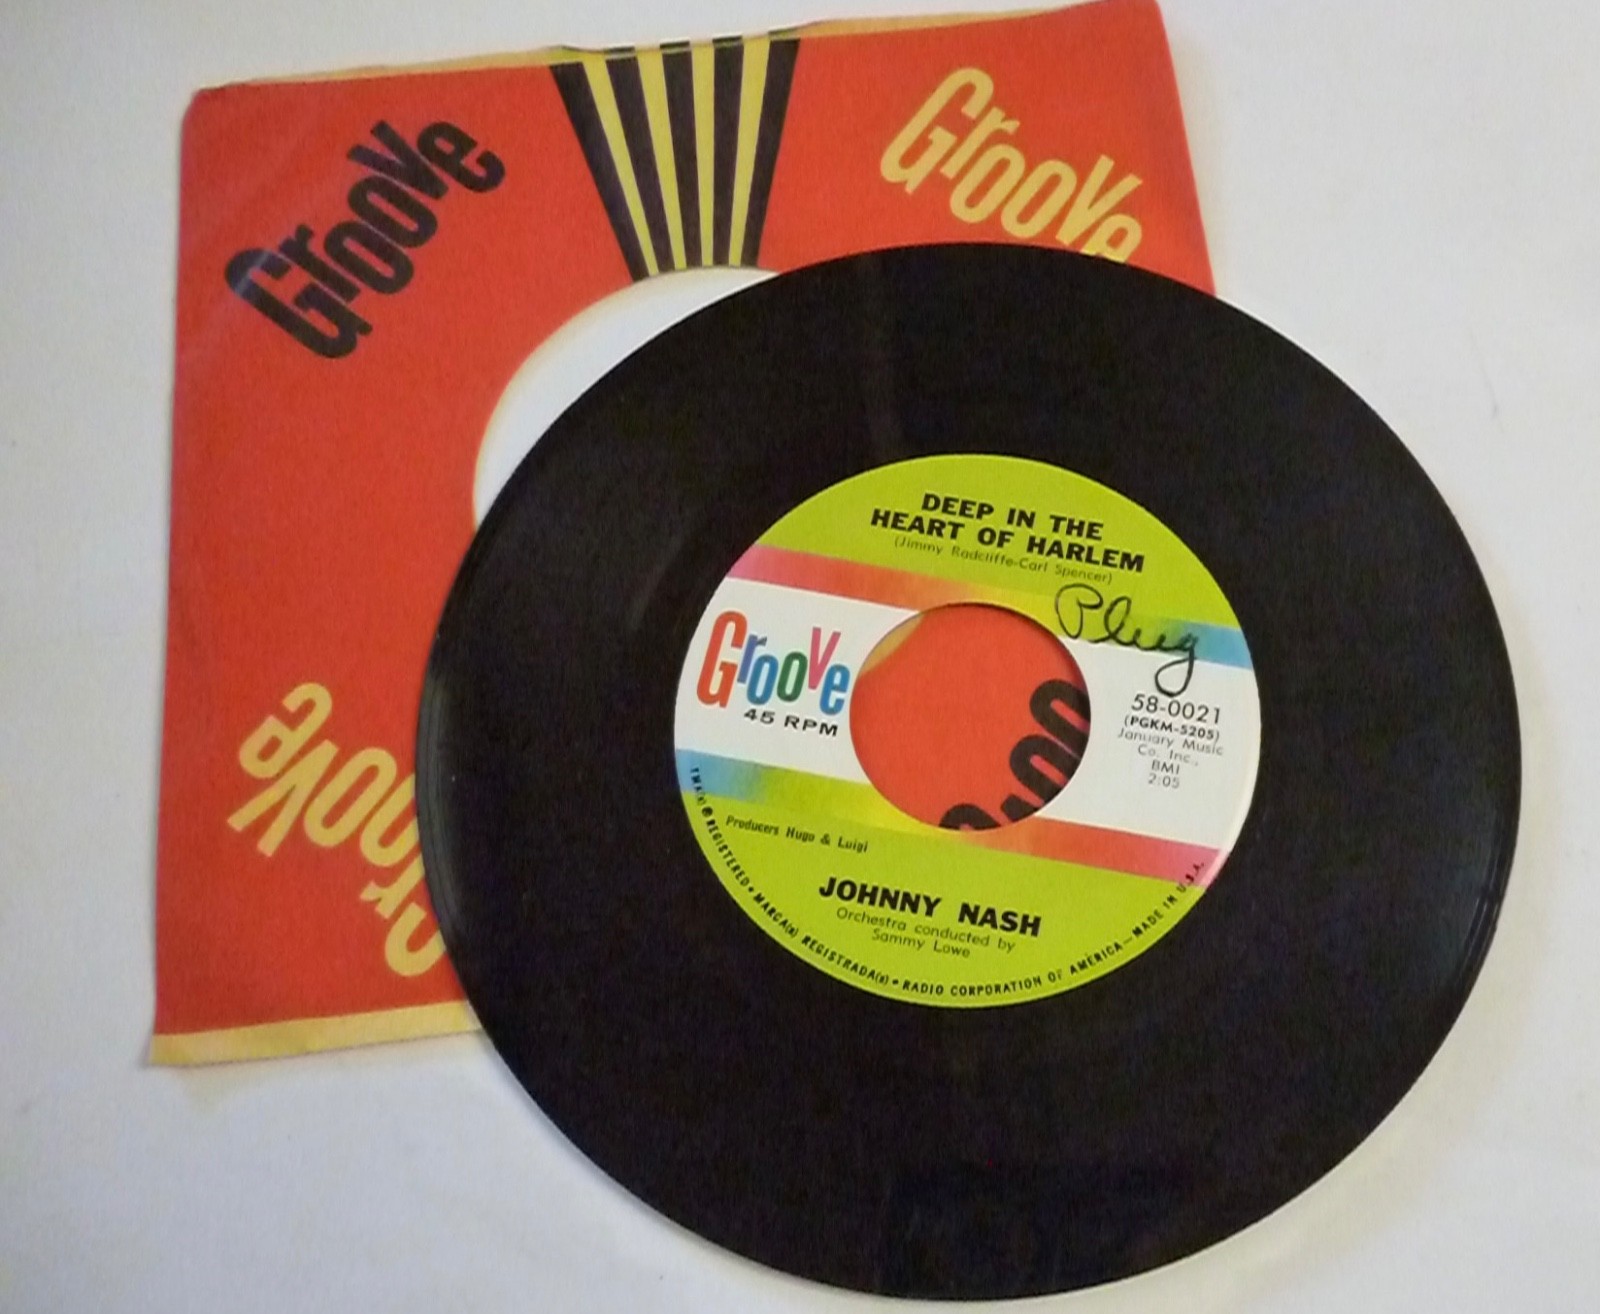 Groove
Groove
Groove
DEEP IN THE
HEART OF HARLEM
(Jimmy Radcliffe-Carl Spencer)
Plug
Groove
45 RPM
58-0021
(PGKM-5205)
January Music
Co. Inc.,
BMI
2:05
Producers Hugo & Luigi
JOHNNY NASH
Orchestra conducted by
Sammy Lowe
TMK(s) ® REGISTERED • MARCA(s) REGISTRADA(s) • RADIO CORPORATION OF AMERICA—MADE IN U.S.A.